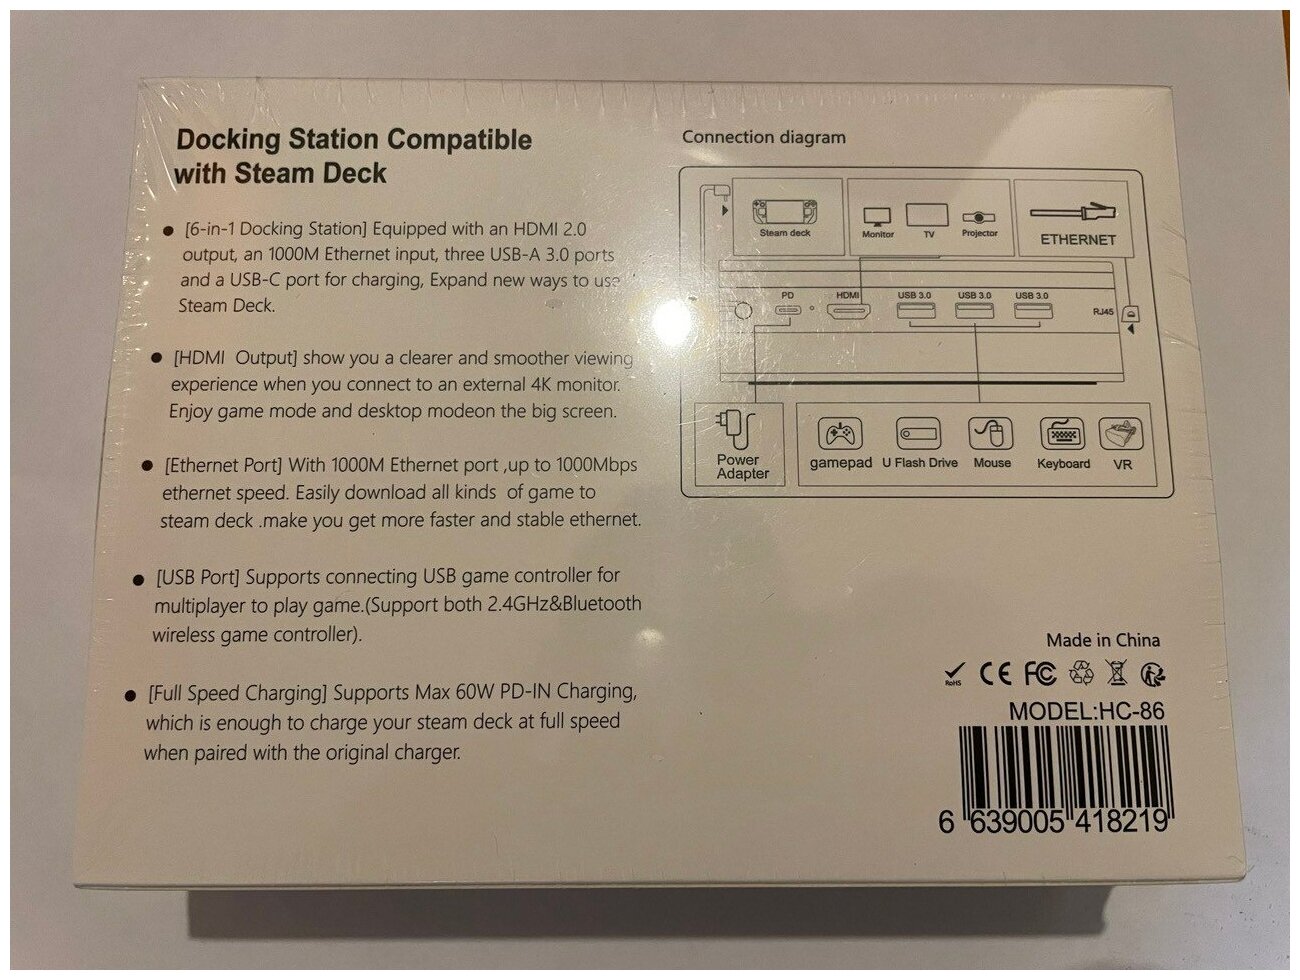 Docking Station Compatible
with Steam Deck
● [6-in-1 Docking Station] Equipped with an HDMI 2.0
output, an 1000M Ethernet input, three USB-A 3.0 ports
and a USB-C port for charging, Expand new ways to use
Steam Deck.
● [HDMI Output] show you a clearer and smoother viewing
experience when you connect to an external 4K monitor.
Enjoy game mode and desktop modeon the big screen.
● [Ethernet Port] With 1000M Ethernet port ,up to 1000Mbps
ethernet speed. Easily download all kinds of game to
steam deck .make you get more faster and stable ethernet.
● [USB Port] Supports connecting USB game controller for
multiplayer to play game.(Support both 2.4GHz&Bluetooth
wireless game controller).
● [Full Speed Charging] Supports Max 60W PD-IN Charging,
which is enough to charge your steam deck at full speed
when paired with the original charger.
Connection diagram
Steam deck
Monitor TV Projector
ETHERNET
PD HDMI USB 3.0 USB 3.0 USB 3.0
RJ45
Power
Adapter
gamepad U Flash Drive Mouse Keyboard VR
Made in China
RoHS CE FC
MODEL:HC-86
6 639005 418219